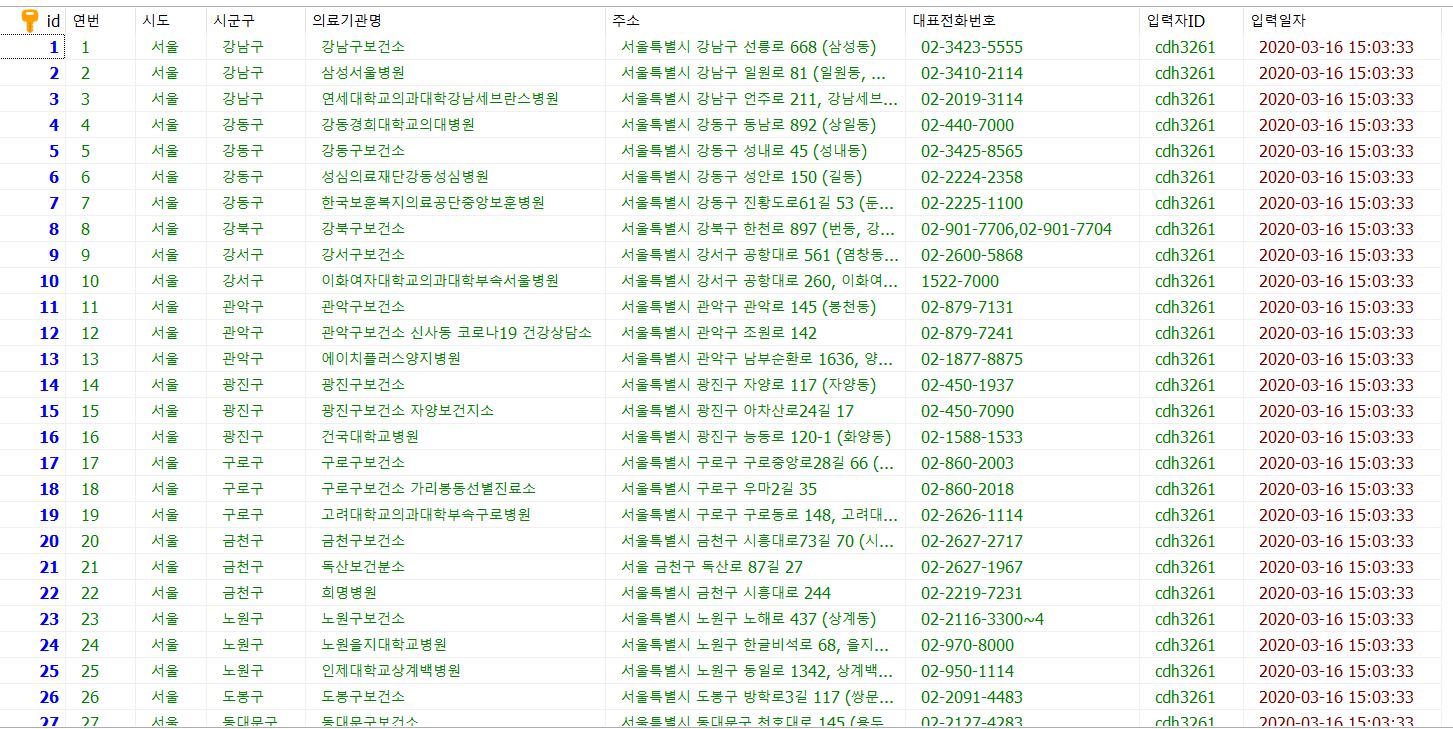 id 연번 시도 시군구 의료기관명 주소 대표전화번호 입력자ID 입력일자
1 1 서울 강남구 강남구보건소 서울특별시 강남구 선릉로 668 (삼성동) 02-3423-5555 cdh3261 2020-03-16 15:03:33
2 2 서울 강남구 삼성서울병원 서울특별시 강남구 일원로 81 (일원동, ... 02-3410-2114 cdh3261 2020-03-16 15:03:33
3 3 서울 강남구 연세대학교의과대학강남세브란스병원 서울특별시 강남구 언주로 211, 강남세브... 02-2019-3114 cdh3261 2020-03-16 15:03:33
4 4 서울 강동구 강동경희대학교의대병원 서울특별시 강동구 동남로 892 (상일동) 02-440-7000 cdh3261 2020-03-16 15:03:33
5 5 서울 강동구 강동구보건소 서울특별시 강동구 성내로 45 (성내동) 02-3425-8565 cdh3261 2020-03-16 15:03:33
6 6 서울 강동구 성심의료재단강동성심병원 서울특별시 강동구 성안로 150 (길동) 02-2224-2358 cdh3261 2020-03-16 15:03:33
7 7 서울 강동구 한국보훈복지의료공단중앙보훈병원 서울특별시 강동구 진황도로61길 53 (둔... 02-2225-1100 cdh3261 2020-03-16 15:03:33
8 8 서울 강북구 강북구보건소 서울특별시 강북구 한천로 897 (번동, 강... 02-901-7706,02-901-7704 cdh3261 2020-03-16 15:03:33
9 9 서울 강서구 강서구보건소 서울특별시 강서구 공항대로 561 (염창동... 02-2600-5868 cdh3261 2020-03-16 15:03:33
10 10 서울 강서구 이화여자대학교의과대학부속서울병원 서울특별시 강서구 공항대로 260, 이화여... 1522-7000 cdh3261 2020-03-16 15:03:33
11 11 서울 관악구 관악구보건소 서울특별시 관악구 관악로 145 (봉천동) 02-879-7131 cdh3261 2020-03-16 15:03:33
12 12 서울 관악구 관악구보건소 신사동 코로나19 건강상담소 서울특별시 관악구 조원로 142 02-879-7241 cdh3261 2020-03-16 15:03:33
13 13 서울 관악구 에이치플러스양지병원 서울특별시 관악구 남부순환로 1636, 양... 02-1877-8875 cdh3261 2020-03-16 15:03:33
14 14 서울 광진구 광진구보건소 서울특별시 광진구 자양로 117 (자양동) 02-450-1937 cdh3261 2020-03-16 15:03:33
15 15 서울 광진구 광진구보건소 자양보건지소 서울특별시 광진구 아차산로24길 17 02-450-7090 cdh3261 2020-03-16 15:03:33
16 16 서울 광진구 건국대학교병원 서울특별시 광진구 능동로 120-1 (화양동) 02-1588-1533 cdh3261 2020-03-16 15:03:33
17 17 서울 구로구 구로구보건소 서울특별시 구로구 구로중앙로28길 66 (... 02-860-2003 cdh3261 2020-03-16 15:03:33
18 18 서울 구로구 구로구보건소 가리봉동선별진료소 서울특별시 구로구 우마2길 35 02-860-2018 cdh3261 2020-03-16 15:03:33
19 19 서울 구로구 고려대학교의과대학부속구로병원 서울특별시 구로구 구로동로 148, 고려대... 02-2626-1114 cdh3261 2020-03-16 15:03:33
20 20 서울 금천구 금천구보건소 서울특별시 금천구 시흥대로73길 70 (시... 02-2627-2717 cdh3261 2020-03-16 15:03:33
21 21 서울 금천구 독산보건분소 서울 금천구 독산로 87길 27 02-2627-1967 cdh3261 2020-03-16 15:03:33
22 22 서울 금천구 희명병원 서울특별시 금천구 시흥대로 244 02-2219-7231 cdh3261 2020-03-16 15:03:33
23 23 서울 노원구 노원구보건소 서울특별시 노원구 노해로 437 (상계동) 02-2116-3300~4 cdh3261 2020-03-16 15:03:33
24 24 서울 노원구 노원을지대학교병원 서울특별시 노원구 한글비석로 68, 을지... 02-970-8000 cdh3261 2020-03-16 15:03:33
25 25 서울 노원구 인제대학교상계백병원 서울특별시 노원구 동일로 1342, 상계백... 02-950-1114 cdh3261 2020-03-16 15:03:33
26 26 서울 도봉구 도봉구보건소 서울특별시 도봉구 방학로3길 117 (쌍문... 02-2091-4483 cdh3261 2020-03-16 15:03:33
27 27 서울 동대문구 동대문구보건소 서울특별시 동대문구 천호대로 145 (용두... 02-2127-4283 cdh3261 2020-03-16 15:03:33